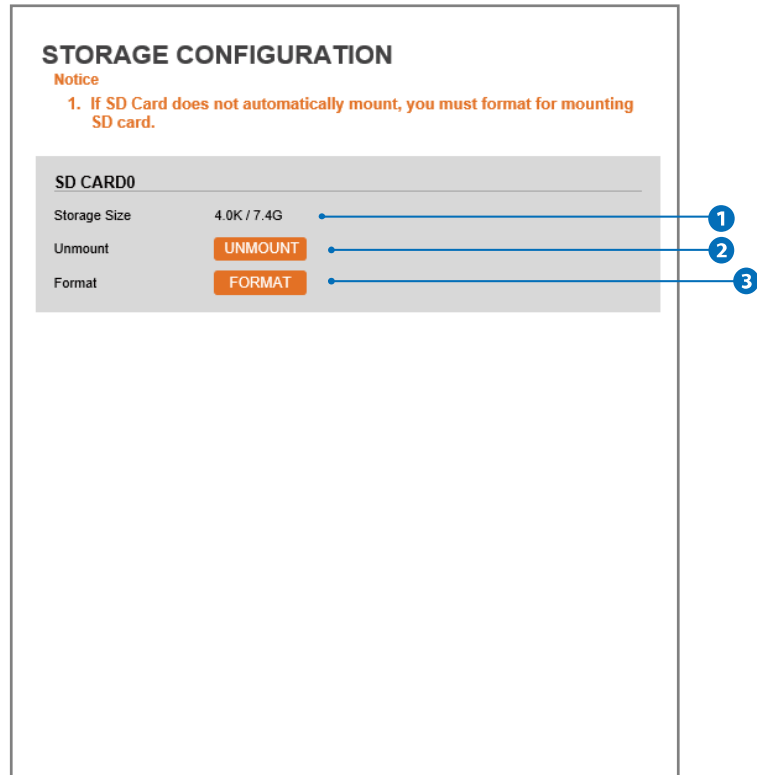 STORAGE CONFIGURATION
Notice
1. If SD Card does not automatically mount, you must format for mounting
SD card.
SD CARD0
Storage Size 4.0K / 7.4G 1
Unmount UNMOUNT 2
Format FORMAT 3